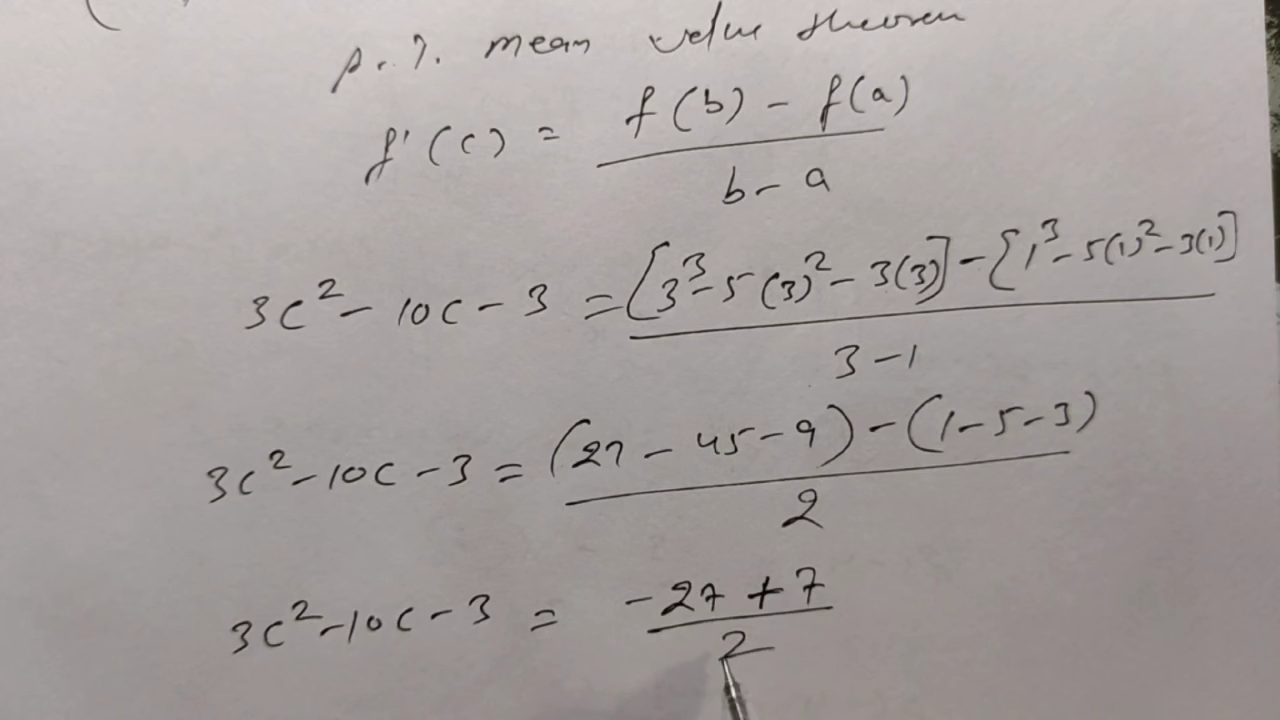 p. r. mean value theorem
f'(c) = f(b) - f(a) / b - a
3c² - 10c - 3 = [3³ - 5(3)² - 3(3)] - [1³ - 5(1)² - 3(1)] / 3 - 1
3c² - 10c - 3 = (27 - 45 - 9) - (1 - 5 - 3) / 2
3c² - 10c - 3 = -27 + 7 / 2